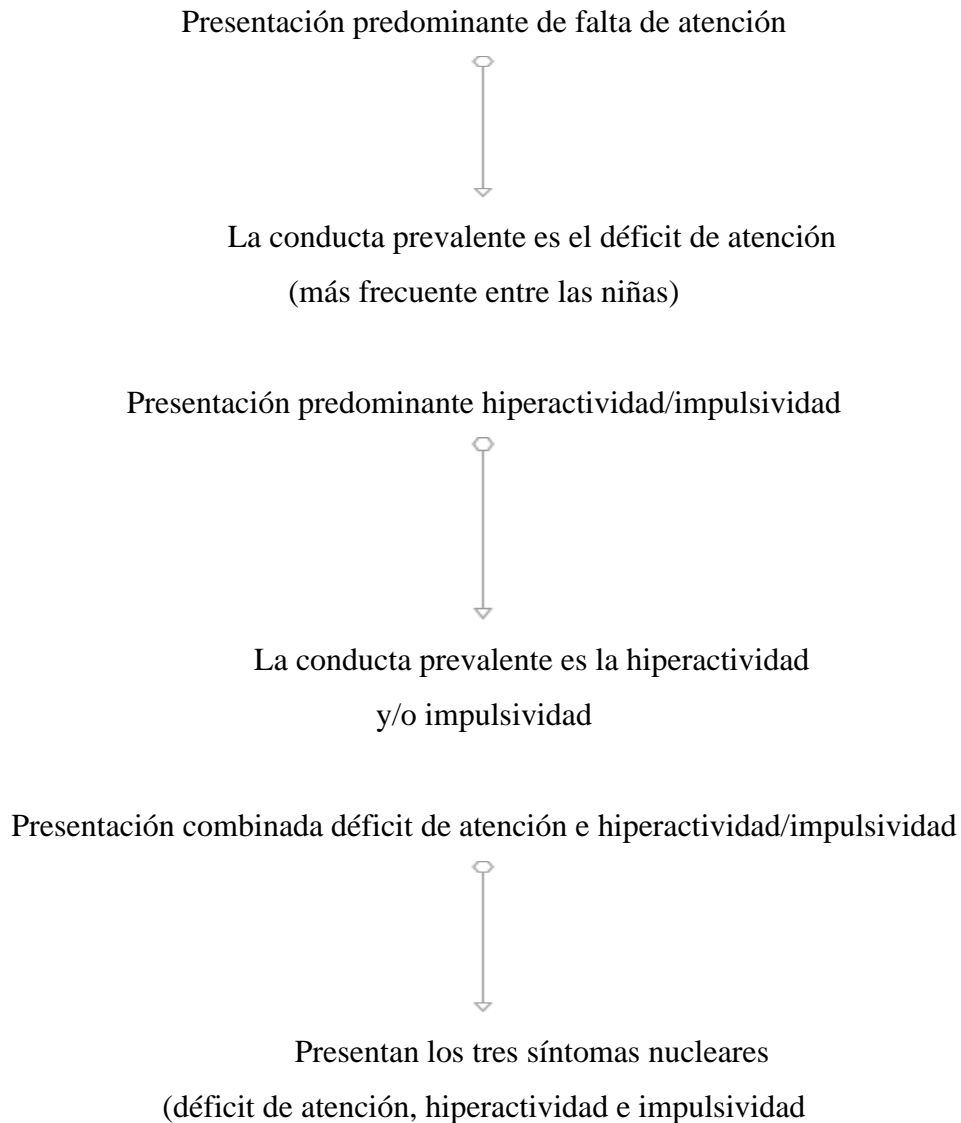 Presentación predominante de falta de atención
La conducta prevalente es el déficit de atención
(más frecuente entre las niñas)
Presentación predominante hiperactividad/impulsividad
La conducta prevalente es la hiperactividad
y/o impulsividad
Presentación combinada déficit de atención e hiperactividad/impulsividad
Presentan los tres síntomas nucleares
(déficit de atención, hiperactividad e impulsividad